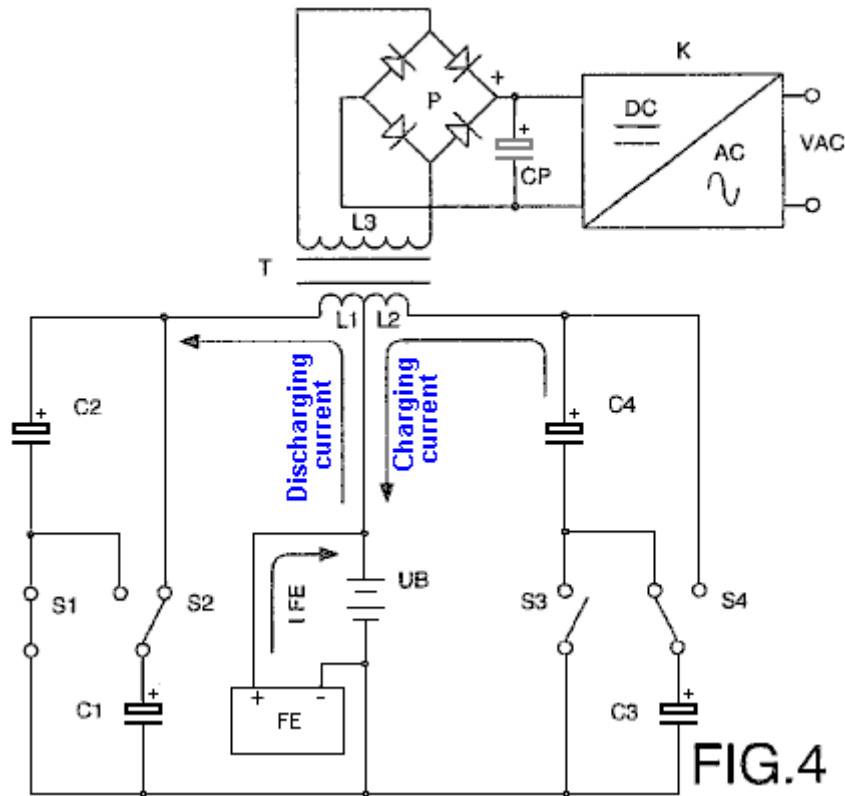 K
+
P
DC
AC
VAC
+
CP
L3
T
L1
L2
Discharging
current
Charging
current
C2
+
C4
+
S1
S2
I FE
UB
S3
S4
C1
+
+ -
FE
C3
+
FIG.4